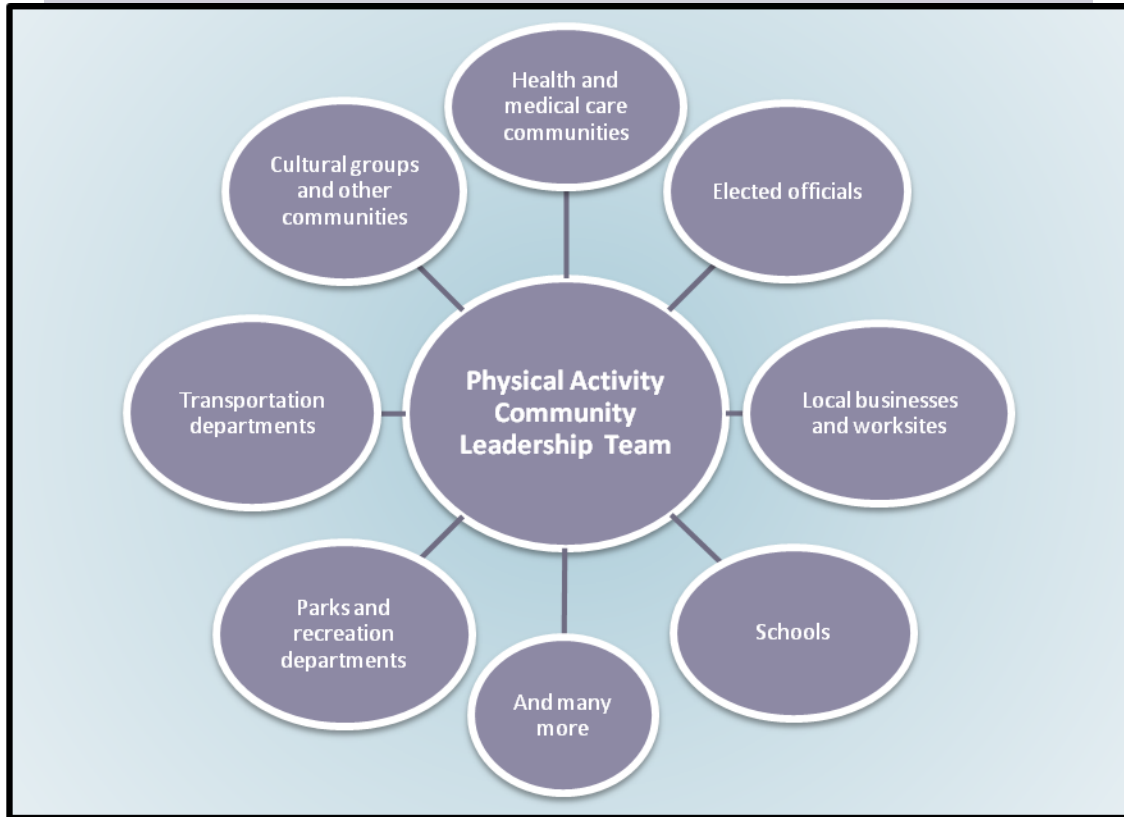 Health and
medical care
communities
Elected officials
Local businesses
and worksites
Schools
And many
more
Parks and
recreation
departments
Transportation
departments
Cultural groups
and other
communities
Physical Activity
Community
Leadership Team